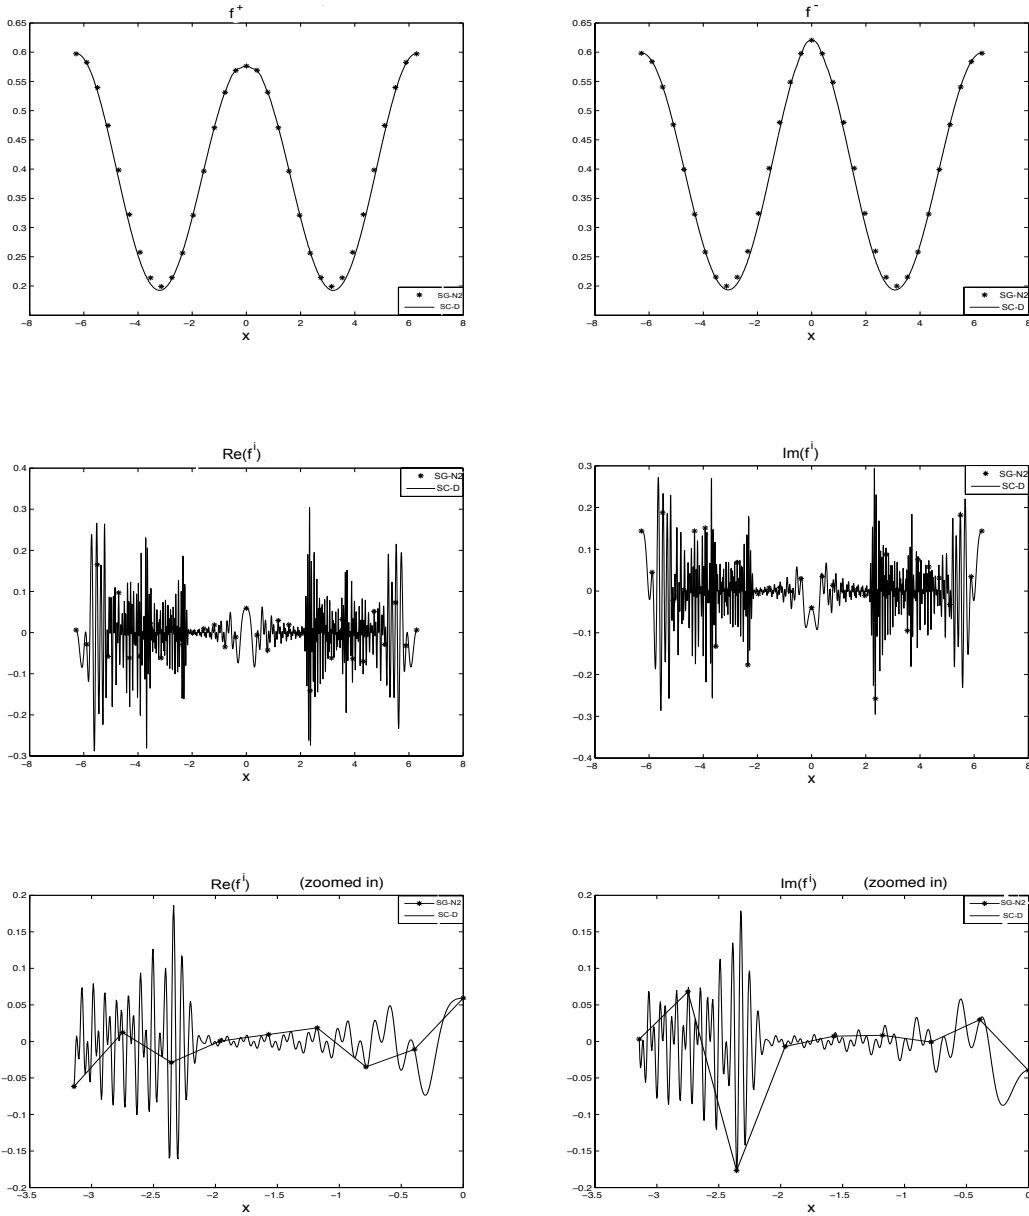 f+
0.65
0.6
0.55
0.5
0.45
0.4
0.35
0.3
0.25
0.2
−8 −6 −4 −2 0 2 4 6 8
x
SG-N2
SC-D
f-
0.65
0.6
0.55
0.5
0.45
0.4
0.35
0.3
0.25
0.2
−8 −6 −4 −2 0 2 4 6 8
x
SG-N2
SC-D
Re(f^i)
0.4
0.3
0.2
0.1
0
−0.1
−0.2
−0.3
−8 −6 −4 −2 0 2 4 6 8
x
SG-N2
SC-D
Im(f^i)
0.3
0.2
0.1
0
−0.1
−0.2
−0.3
−0.4
−8 −6 −4 −2 0 2 4 6 8
x
SG-N2
SC-D
Re(f^i) (zoomed in)
0.2
0.15
0.1
0.05
0
−0.05
−0.1
−0.15
−0.2
−3.5 −3 −2.5 −2 −1.5 −1 −0.5 0
x
SG-N2
SC-D
Im(f^i) (zoomed in)
0.2
0.15
0.1
0.05
0
−0.05
−0.1
−0.15
−0.2
−3.5 −3 −2.5 −2 −1.5 −1 −0.5 0
x
SG-N2
SC-D